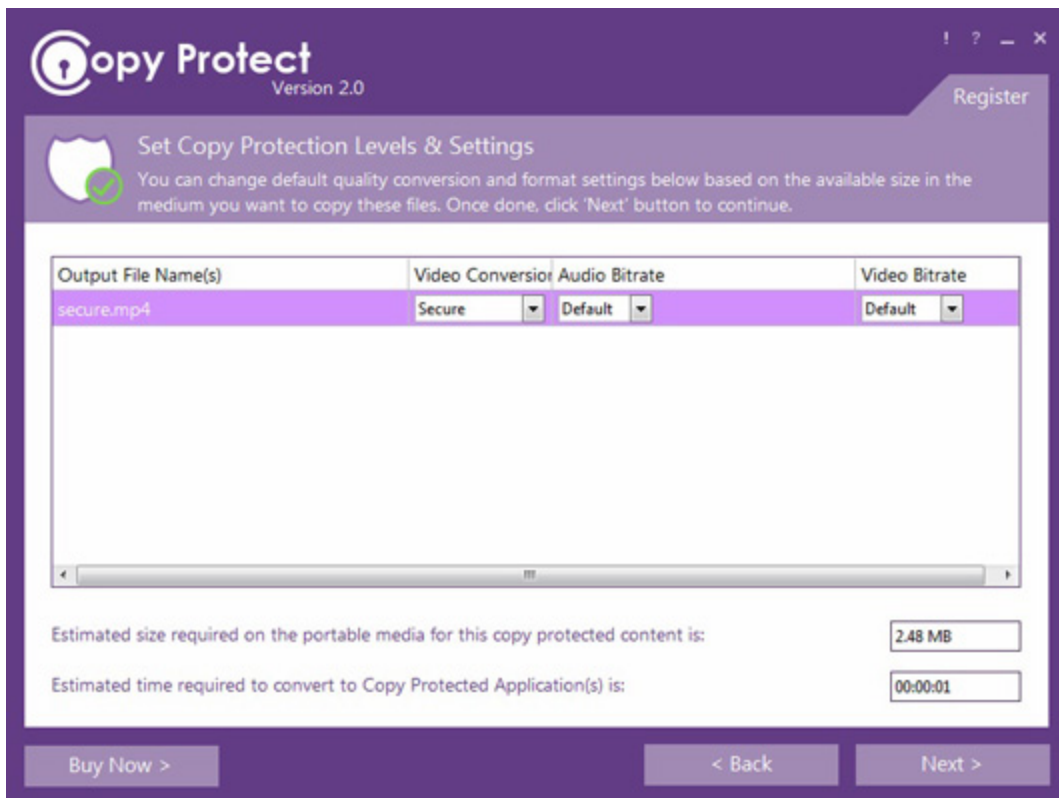 Copy Protect
! ? _ ×
Version 2.0
Register
Set Copy Protection Levels & Settings
You can change default quality conversion and format settings below based on the available size in the
medium you want to copy these files. Once done, click 'Next' button to continue.
Output File Name(s) Video Conversion Audio Bitrate Video Bitrate
secure.mp4 Secure Default Default
Estimated size required on the portable media for this copy protected content is: 2.48 MB
Estimated time required to convert to Copy Protected Application(s) is: 00:00:01
Buy Now > < Back Next >